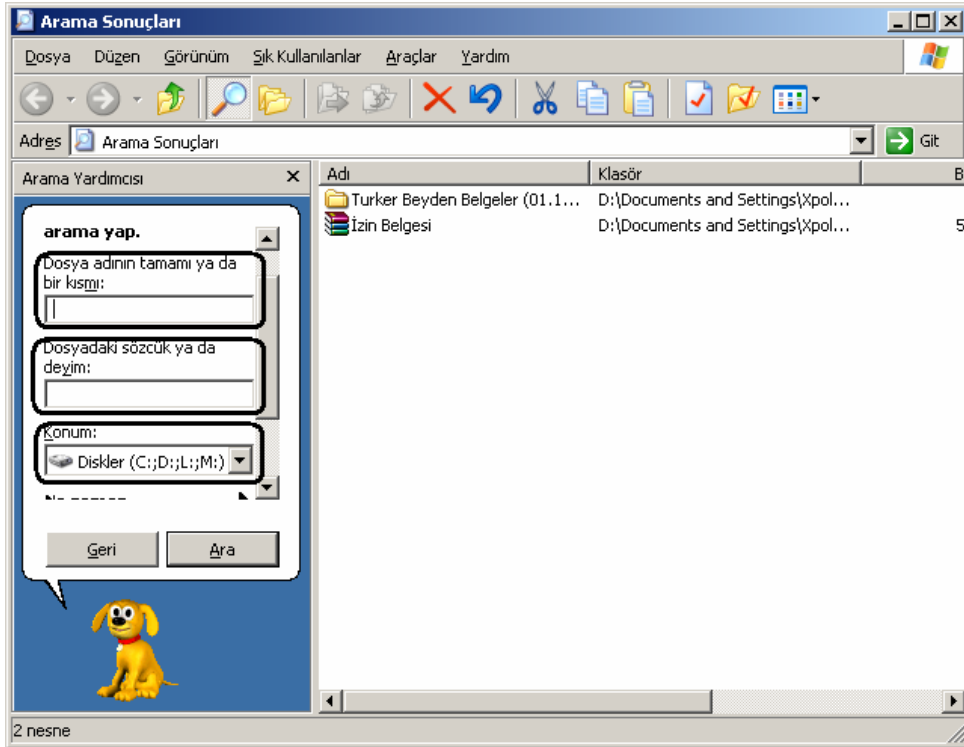 Arama Sonuçları
Dosya Düzen Görünüm Sık Kullanılanlar Araçlar Yardım
Adres Arama Sonuçları Git
Arama Yardımcısı
arama yap.
Dosya adının tamamı ya da
bir kısmı:
Dosyadaki sözcük ya da
deyim:
Konum:
Diskler (C:;D:;L:;M:)
Geri Ara
Adı Klasör B
Turker Beyden Belgeler (01.1... D:\Documents and Settings\Xpol...
İzin Belgesi D:\Documents and Settings\Xpol... 5
2 nesne